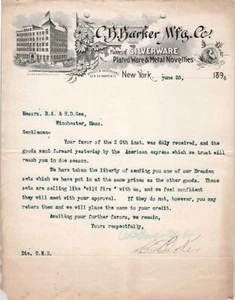 C.B. Barker Mfg. Co.
SILVERWARE
Plated Ware & Metal Novelties
New York June 25, 189
Messrs. B.A. & H.D.Lee,
Winchester, Mass.
Gentlemen:
Your favor of the 20th inst. was duly received, and the
goods went forward yesterday by the American express which we trust will
reach you in due season.
We have taken the liberty of sending you one of our Dresden
sets which we have put in at the same prices as the other goods. These
sets are selling like "wild fire" with us, and we feel confident
they will meet with your approval. If they do not, however, you may
return them and we will place the same to your credit.
Awaiting your further favors, we remain,
Yours respectfully,
Dic. C.E.H.